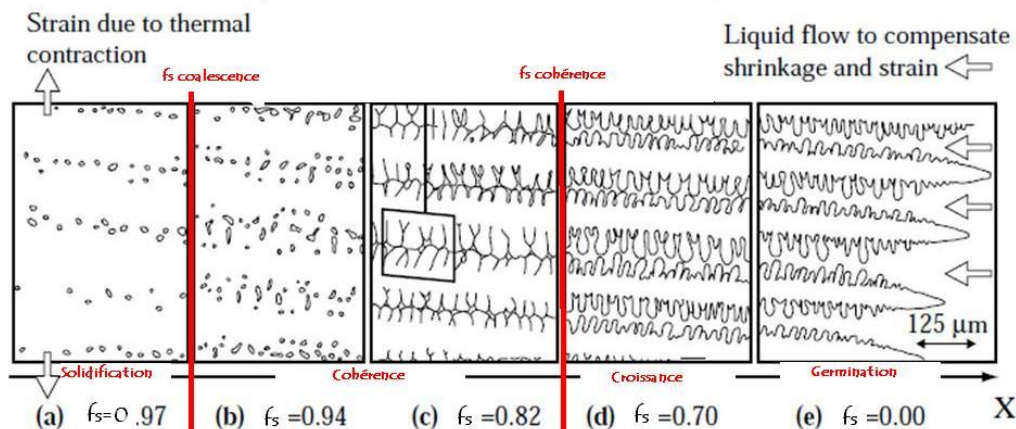 Strain due to thermal
contraction
fs coalescence
fs cohérence
Liquid flow to compensate
shrinkage and strain
125 µm
Solidification
Cohérence
Croissance
Germination
X
(a) fs=0.97
(b) fs =0.94
(c) fs =0.82
(d) fs =0.70
(e) fs =0.00